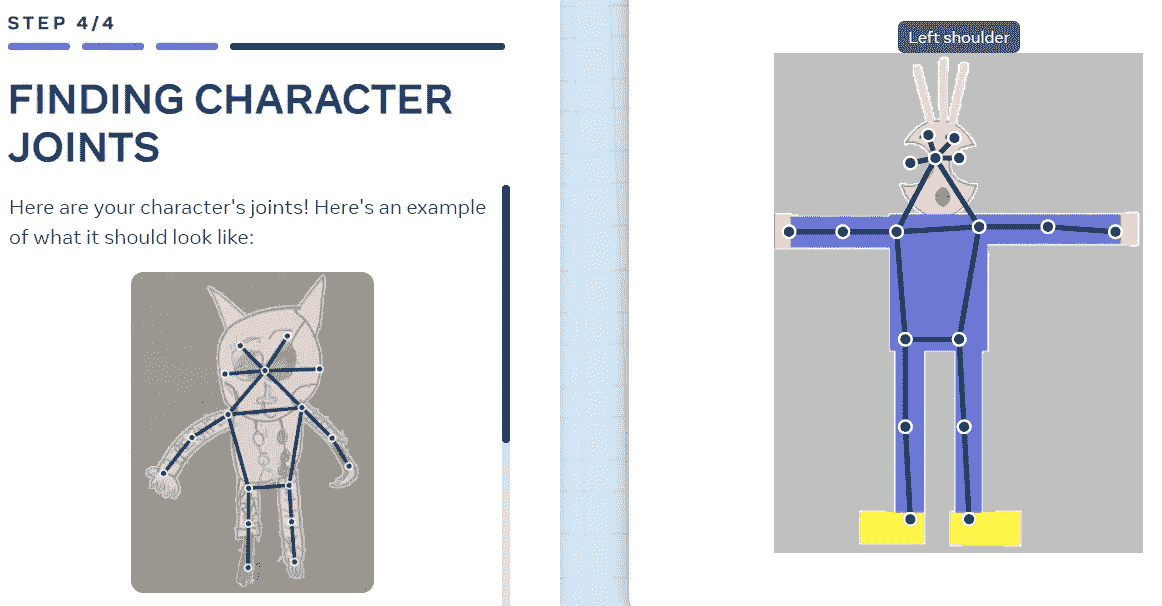 STEP 4/4
FINDING CHARACTER
JOINTS
Here are your character's joints! Here's an example
of what it should look like:
Left shoulder